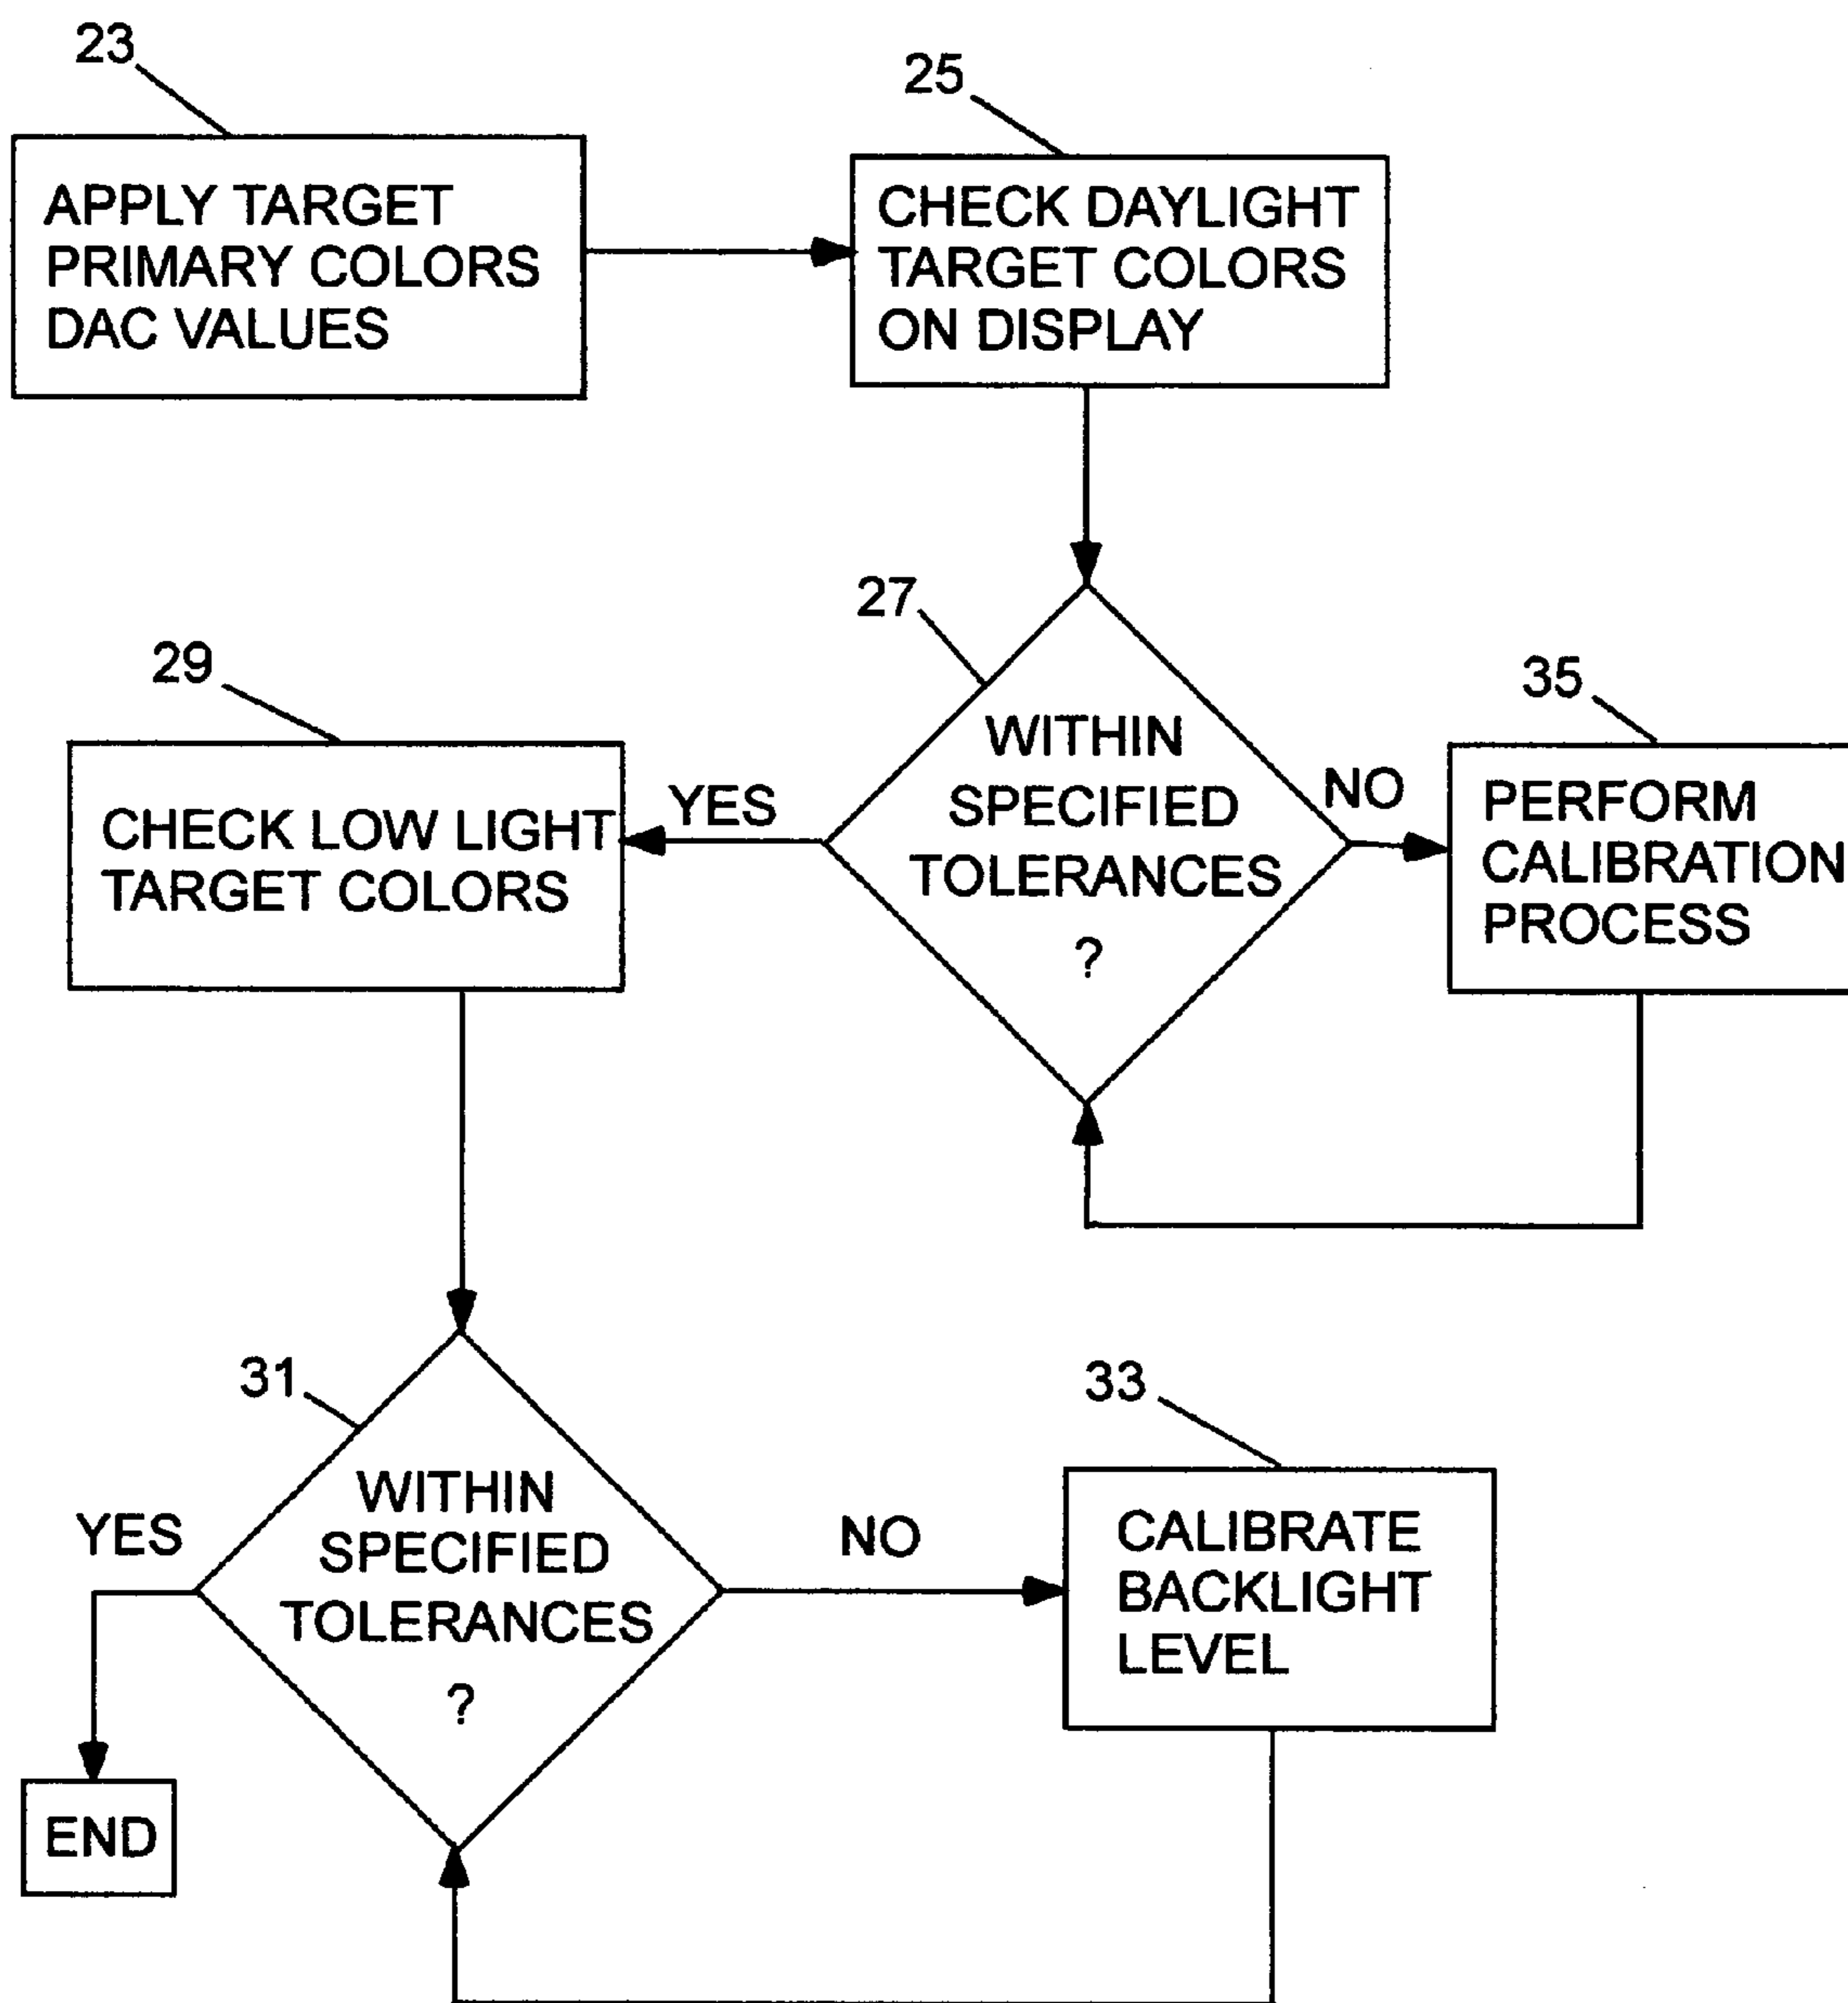 23
APPLY TARGET
PRIMARY COLORS
DAC VALUES
25
CHECK DAYLIGHT
TARGET COLORS
ON DISPLAY
27
WITHIN
SPECIFIED
TOLERANCES
?
YES
NO
29
CHECK LOW LIGHT
TARGET COLORS
35
PERFORM
CALIBRATION
PROCESS
31
WITHIN
SPECIFIED
TOLERANCES
?
YES
NO
33
CALIBRATE
BACKLIGHT
LEVEL
END